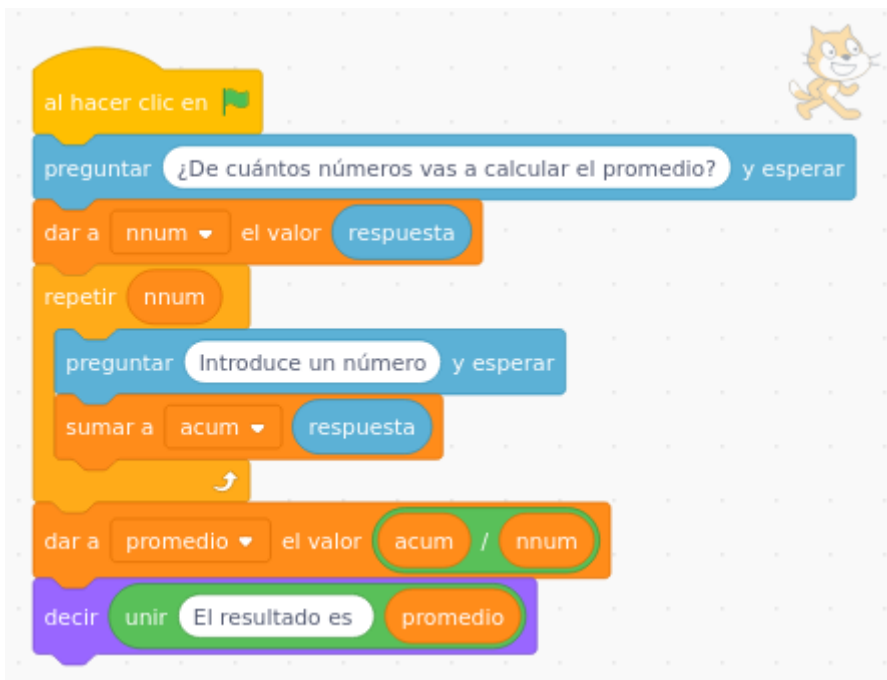 al hacer clic en
preguntar ¿De cuántos números vas a calcular el promedio? y esperar
dar a nnum el valor respuesta
repetir nnum
preguntar Introduce un número y esperar
sumar a acum respuesta
dar a promedio el valor acum / nnum
decir unir El resultado es promedio